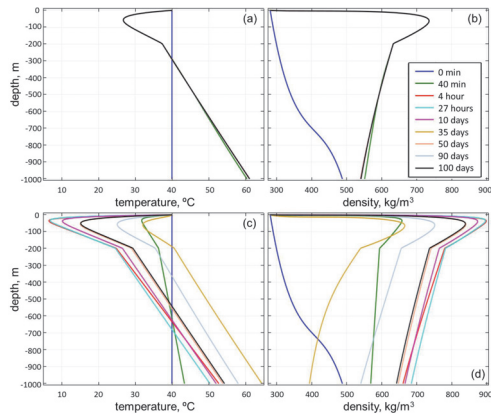 0
-100
-200
-300
-400
-500
-600
-700
-800
-900
-1000
depth, m
(a)
10 20 30 40 50 60
temperature, ºC
(b)
0 min
40 min
4 hour
27 hours
10 days
35 days
50 days
90 days
100 days
300 400 500 600 700 800 900
density, kg/m³
0
-100
-200
-300
-400
-500
-600
-700
-800
-900
-1000
depth, m
(c)
10 20 30 40 50 60
temperature, ºC
(d)
300 400 500 600 700 800 900
density, kg/m³